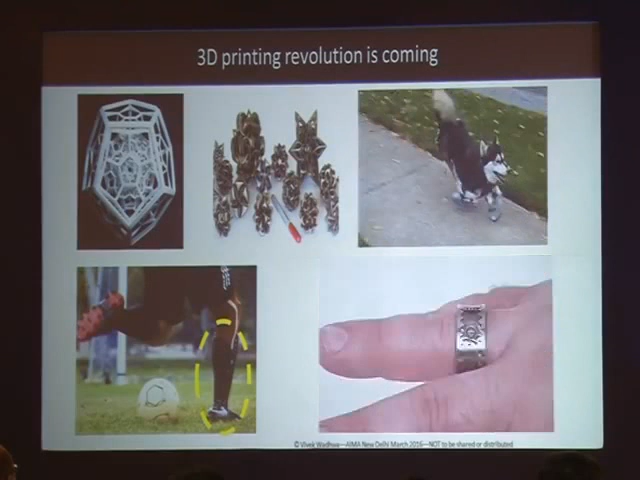 3D printing revolution is coming
© Vivek Wadhwa—AIMA New Delhi March 2016—NOT to be shared or distributed